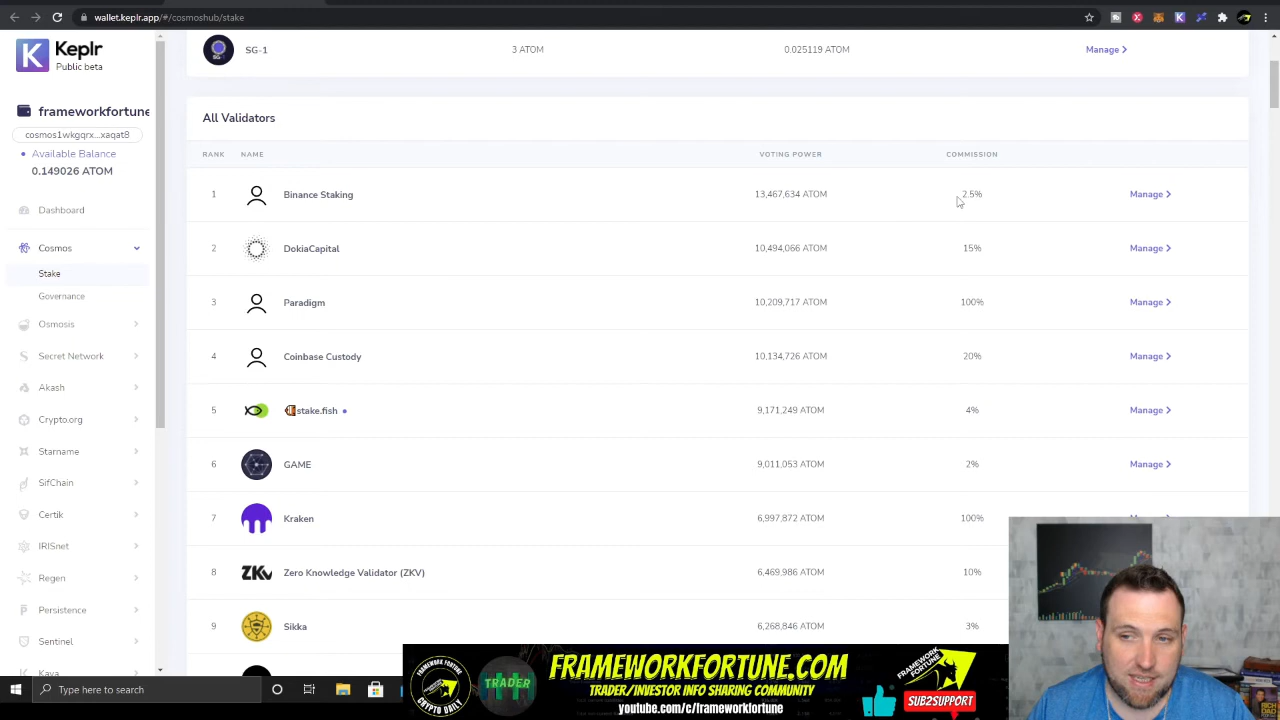 wallet.keplr.app/#/cosmoshub/stake
Keplr
Public beta
frameworkfortune
cosmos1wkgqrx...xaqat8
Available Balance
0.149026 ATOM
Dashboard
Cosmos
Stake
Governance
Osmosis
Secret Network
Akash
Crypto.org
Starname
SifChain
Certik
IRISnet
Regen
Persistence
Sentinel
Kava
SG-1 3 ATOM 0.025119 ATOM Manage
All Validators
RANK NAME VOTING POWER COMMISSION
1 Binance Staking 13,467,634 ATOM 2.5% Manage
2 DokiaCapital 10,494,066 ATOM 15% Manage
3 Paradigm 10,209,717 ATOM 100% Manage
4 Coinbase Custody 10,134,726 ATOM 20% Manage
5 stake.fish 9,171,249 ATOM 4% Manage
6 GAME 9,011,053 ATOM 2% Manage
7 Kraken 6,997,872 ATOM 100%
8 ZKV Zero Knowledge Validator (ZKV) 6,469,986 ATOM 10%
9 Sikka 6,268,846 ATOM 3%
TRADER
FRAMEWORKFORTUNE.COM
TRADER/INVESTOR INFO SHARING COMMUNITY
youtube.com/c/frameworkfortune
SUB2SUPPORT
Type here to search